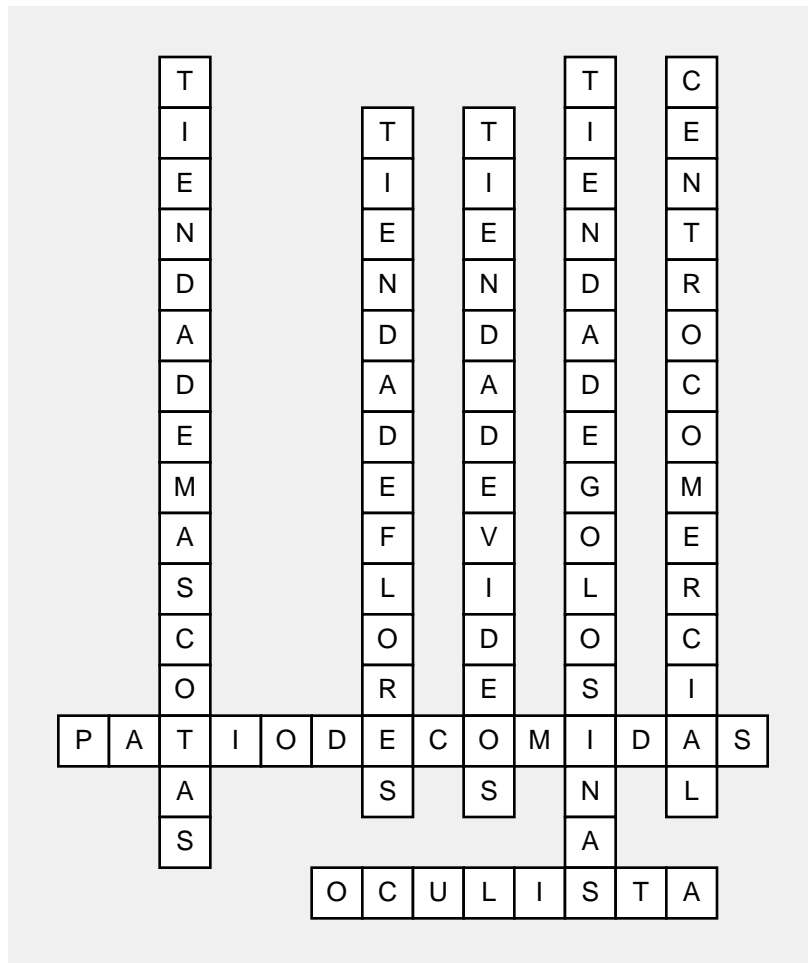 TIENDADEMASCOTAS
TIENDADEFLORES
TIENDADEVIDEOS
TIENDADEGOLOSINAS
CENTROCOMERCIAL
PATIODECOMIDAS
OCULISTA